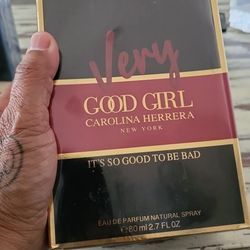 Very
GOOD GIRL
CAROLINA HERRERA
NEW YORK
IT'S SO GOOD TO BE BAD
EAU DE PARFUM NATURAL SPRAY
℮80 ml 2.7 FL OZ